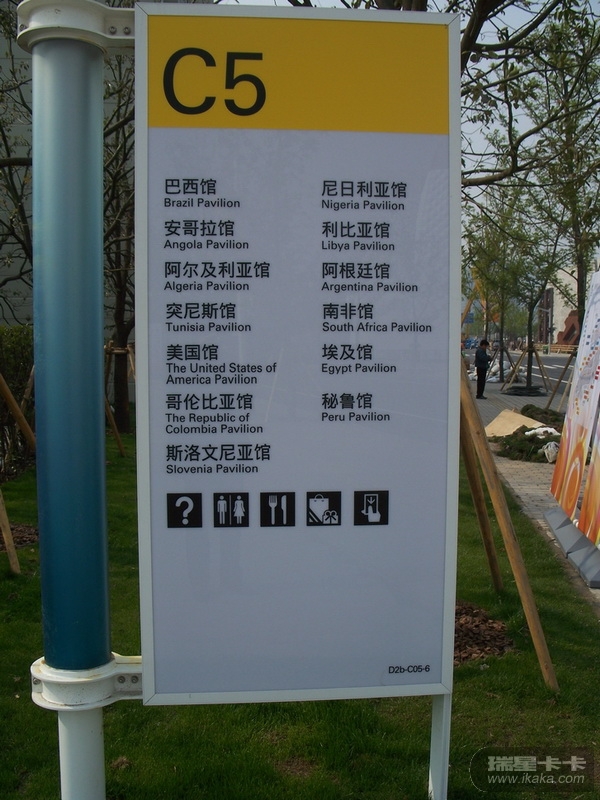 C5
巴西馆
Brazil Pavilion
安哥拉馆
Angola Pavilion
阿尔及利亚馆
Algeria Pavilion
突尼斯馆
Tunisia Pavilion
美国馆
The United States of
America Pavilion
哥伦比亚馆
The Republic of
Colombia Pavilion
斯洛文尼亚馆
Slovenia Pavilion
尼日利亚馆
Nigeria Pavilion
利比亚馆
Libya Pavilion
阿根廷馆
Argentina Pavilion
南非馆
South Africa Pavilion
埃及馆
Egypt Pavilion
秘鲁馆
Peru Pavilion
?
D2b-C05-6
瑞星卡卡
www.ikaka.com